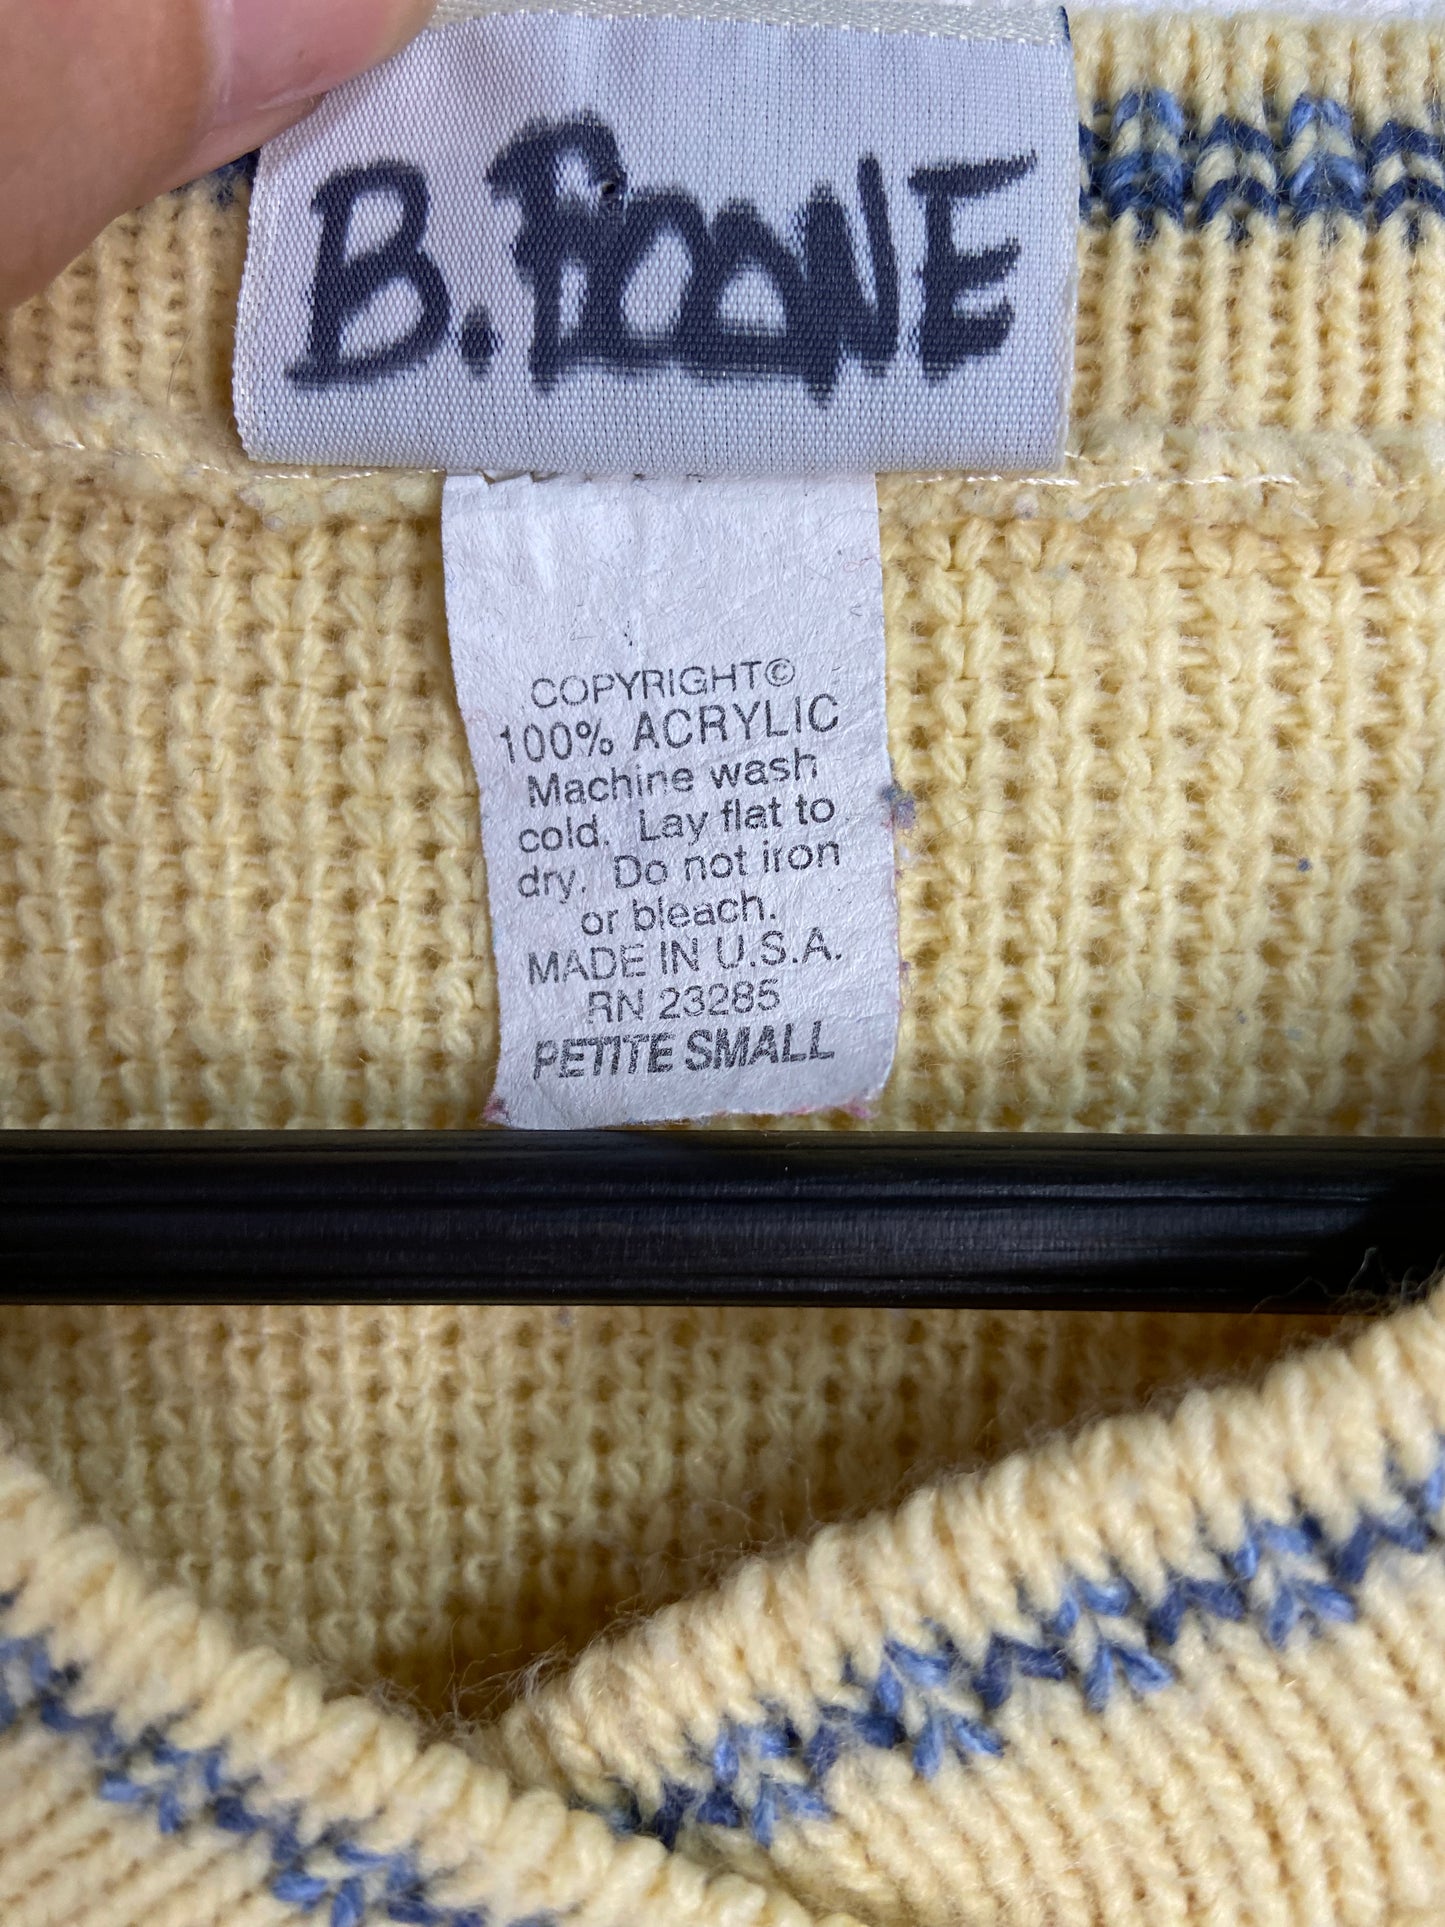 B. BOONE
COPYRIGHT©
100% ACRYLIC
Machine wash
cold. Lay flat to
dry. Do not iron
or bleach.
MADE IN U.S.A.
RN 23285
PETITE SMALL